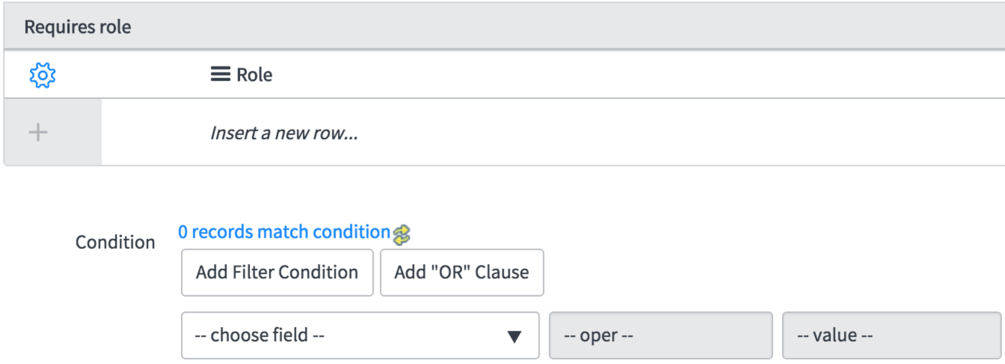 Requires role
Role
Insert a new row...
Condition
0 records match condition
Add Filter Condition
Add "OR" Clause
-- choose field --
-- oper --
-- value --